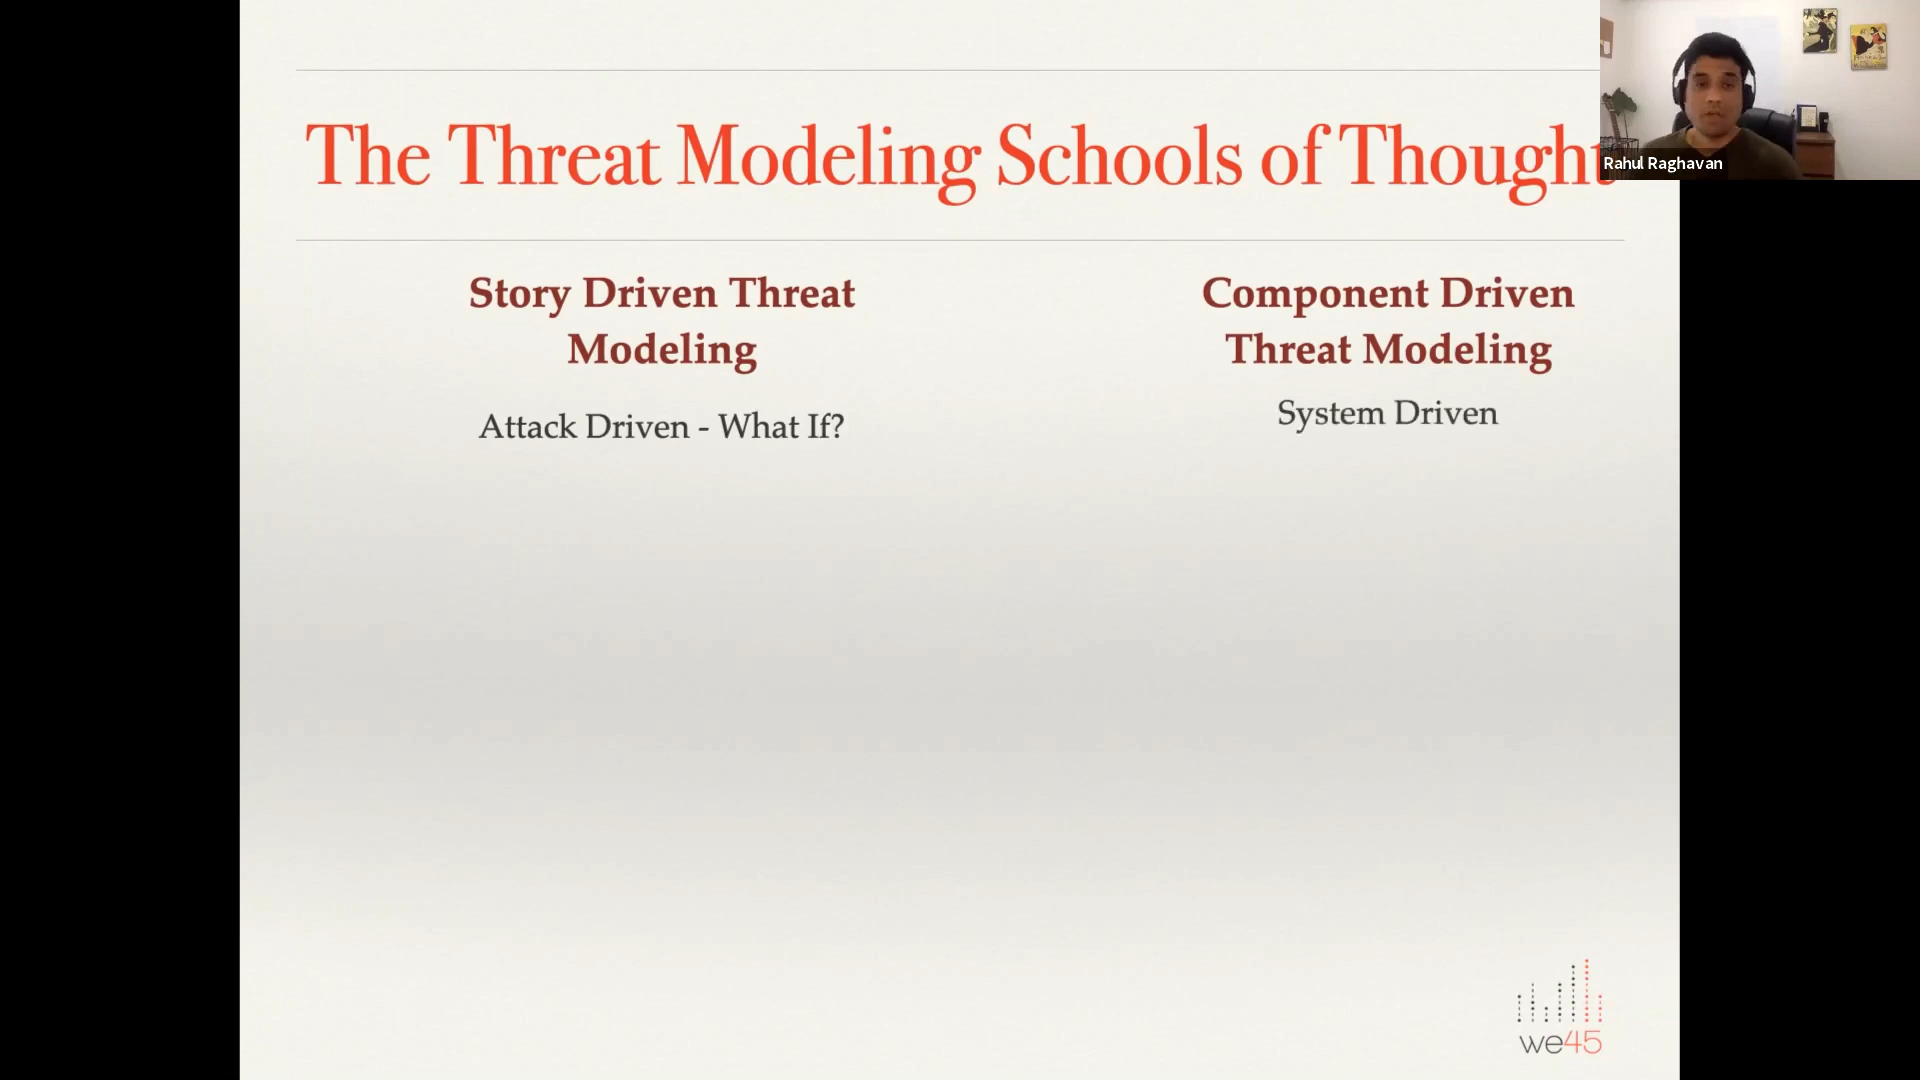 The Threat Modeling Schools of Thought
Rahul Raghavan
Story Driven Threat
Modeling
Attack Driven - What If?
Component Driven
Threat Modeling
System Driven
we45